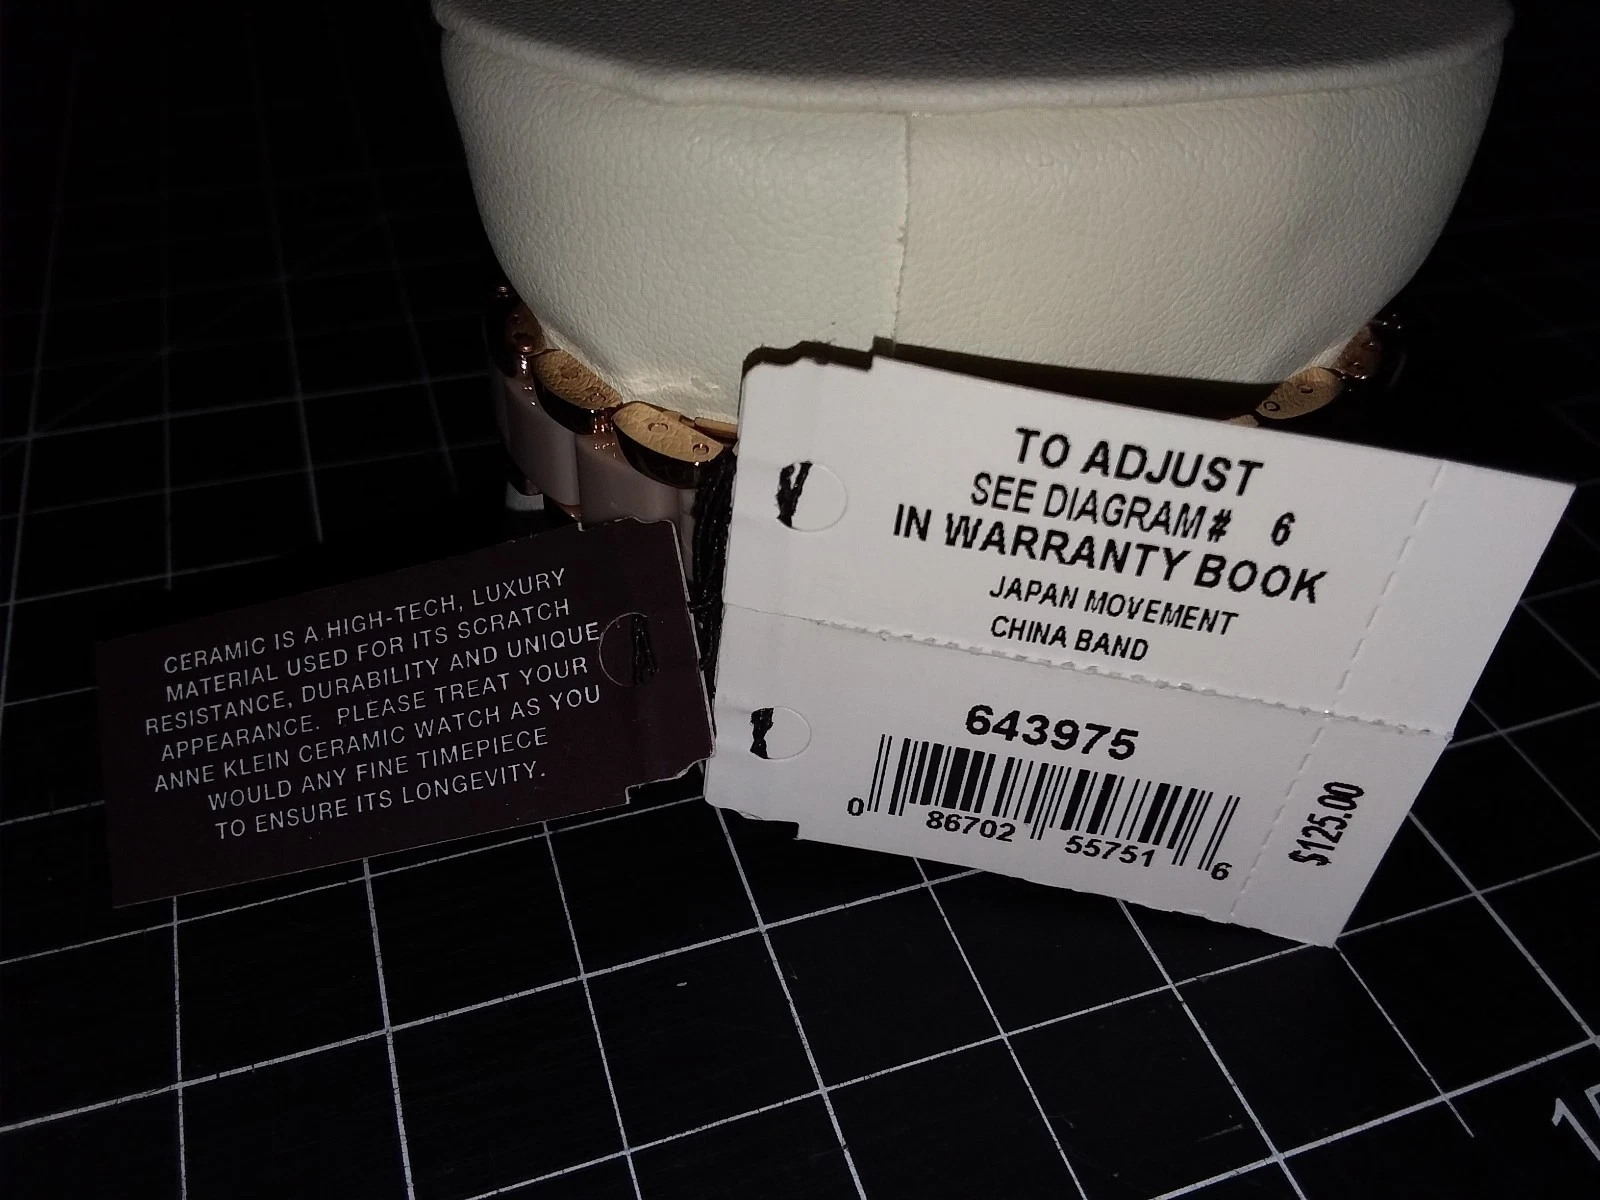 CERAMIC IS A HIGH-TECH, LUXURY
MATERIAL USED FOR ITS SCRATCH
RESISTANCE, DURABILITY AND UNIQUE
APPEARANCE. PLEASE TREAT YOUR
ANNE KLEIN CERAMIC WATCH AS YOU
WOULD ANY FINE TIMEPIECE
TO ENSURE ITS LONGEVITY.
TO ADJUST
SEE DIAGRAM # 6
IN WARRANTY BOOK
JAPAN MOVEMENT
CHINA BAND
643975
0 86702 55751 6
$125.00